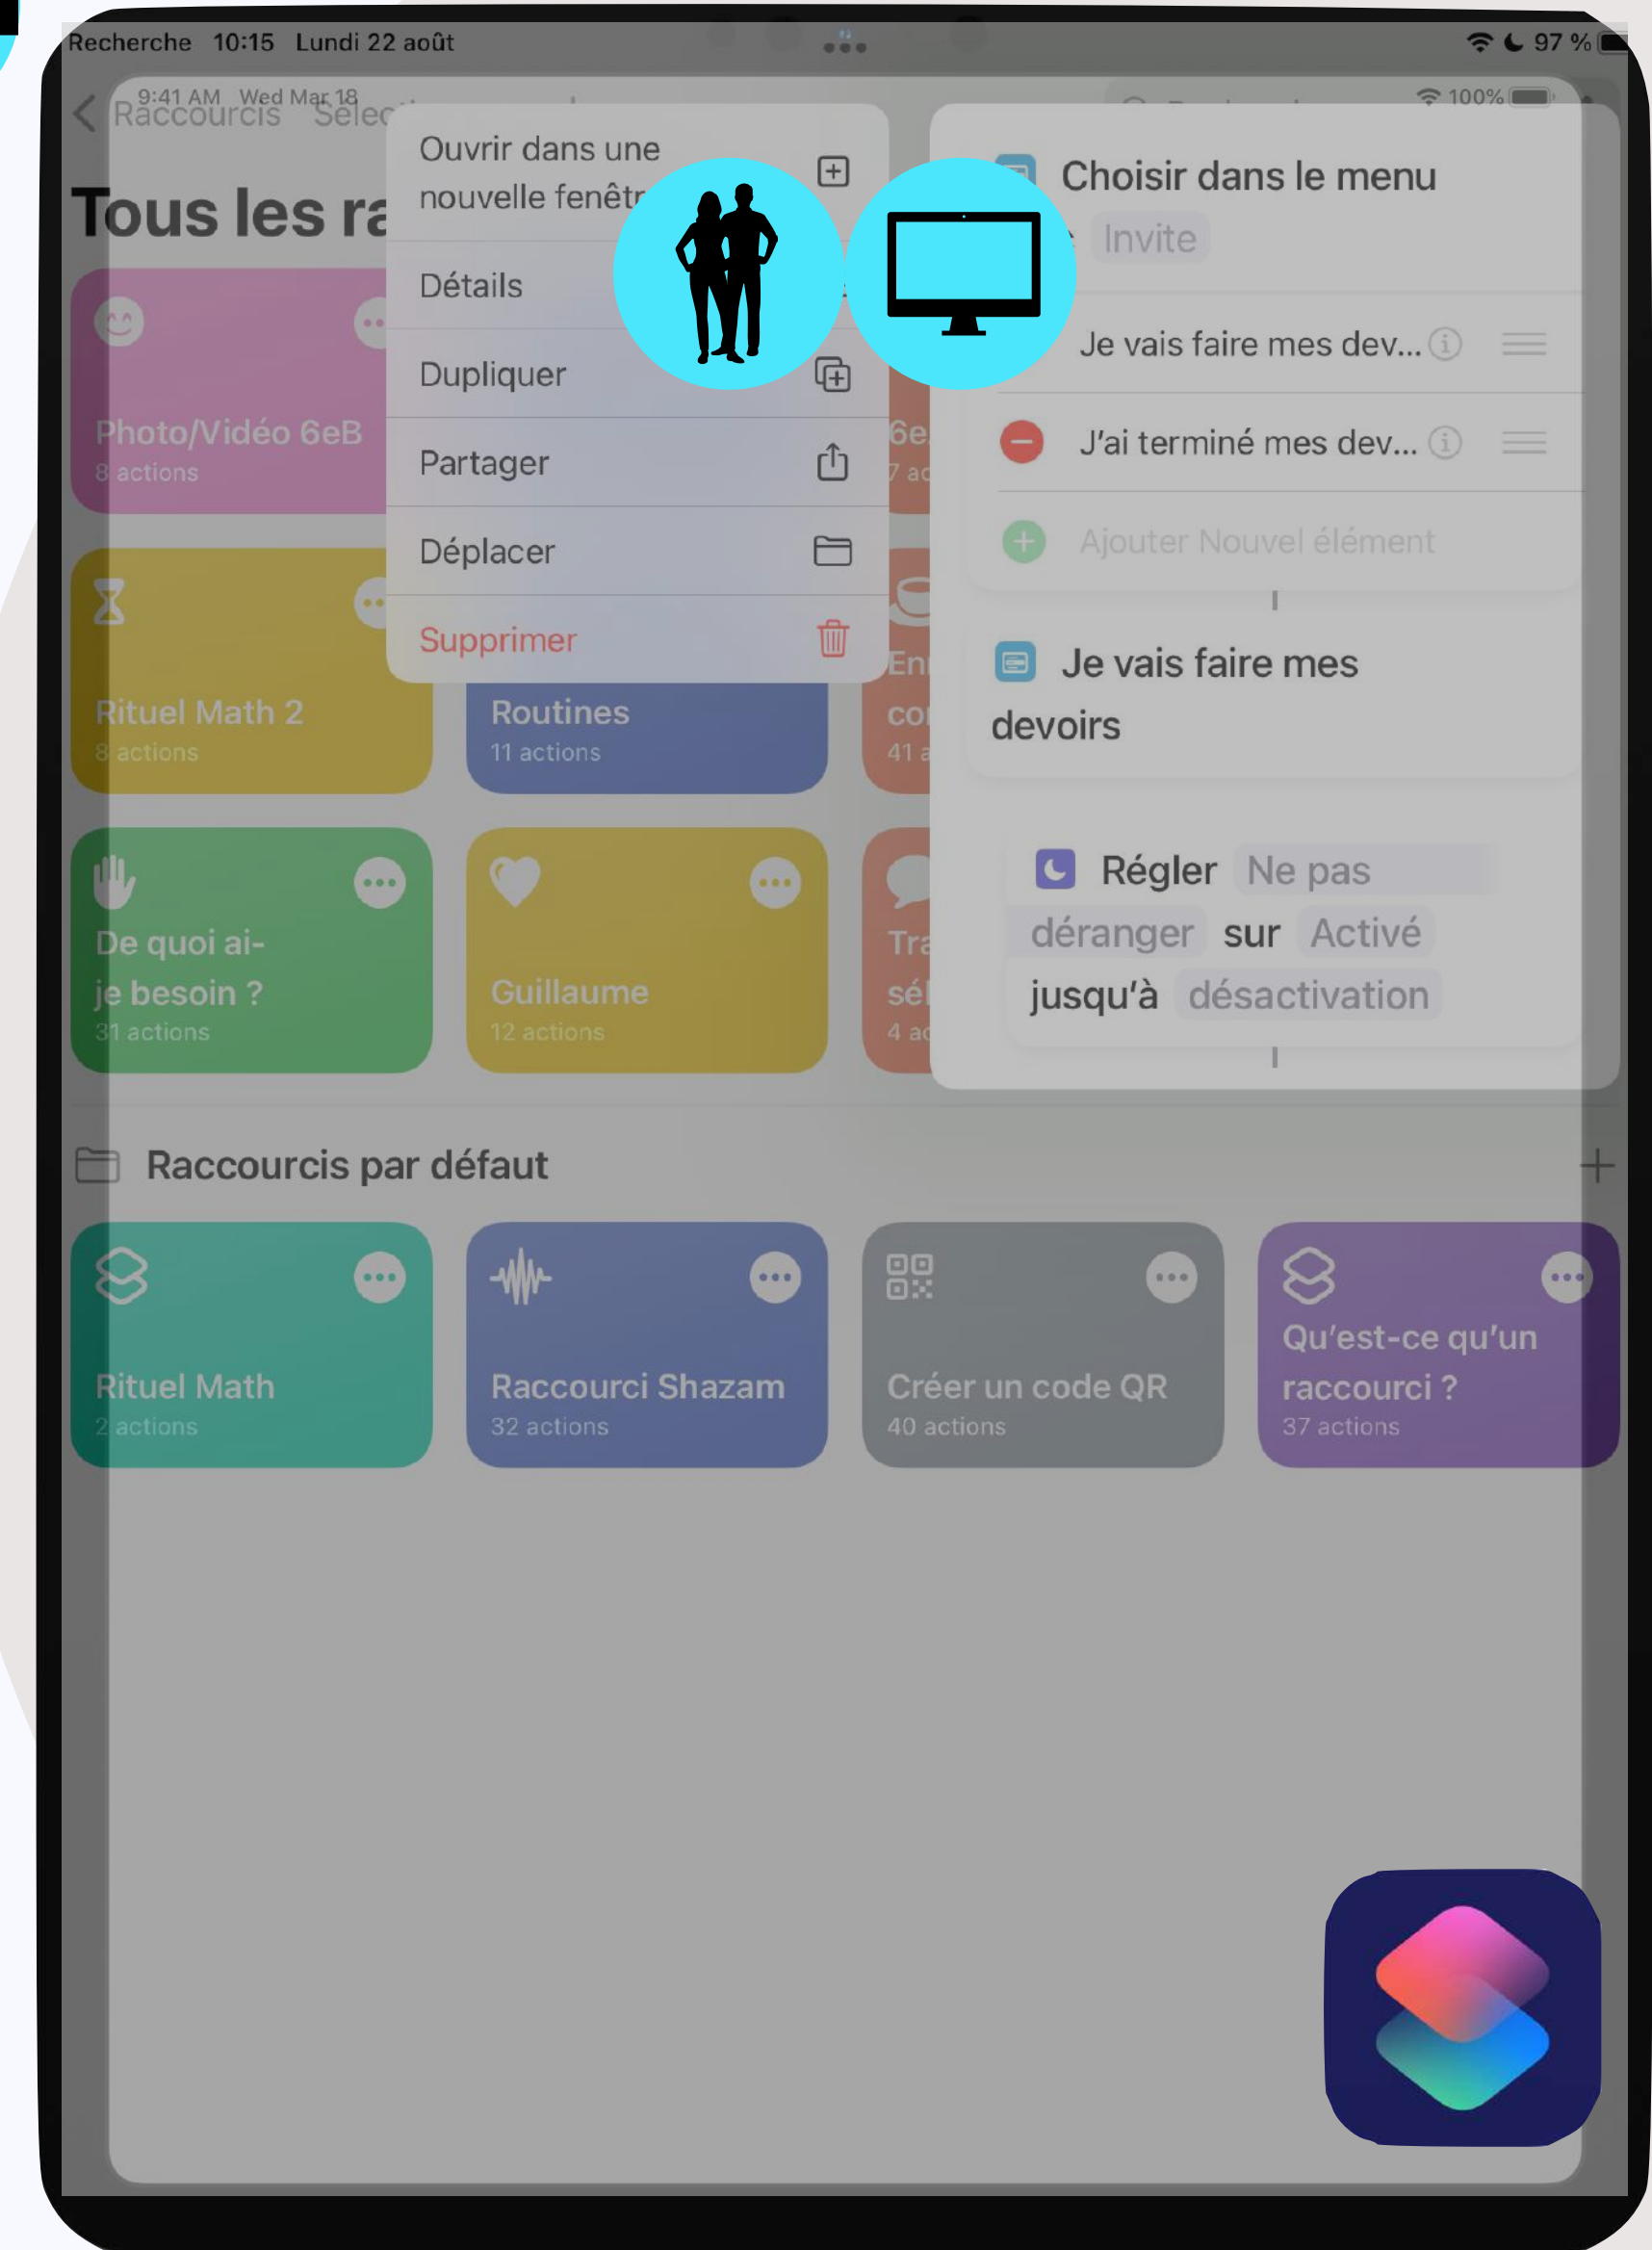 Recherche 10:15 Lundi 22 août
97 %
9:41 AM Wed Mar 18
100%
Raccourcis
Tous les
Ouvrir dans une
nouvelle
Détails
Dupliquer
Partager
Déplacer
Supprimer
Choisir dans le menu
Invite
Je vais faire mes dev...
J'ai terminé mes dev...
Ajouter Nouvel élément
Je vais faire mes
devoirs
Régler Ne pas
déranger sur Activé
jusqu'à désactivation
Photo/Vidéo 6eB
8 actions
Rituel Math 2
8 actions
Routines
11 actions
De quoi ai-
je besoin ?
31 actions
Guillaume
12 actions
Raccourcis par défaut
Rituel Math
2 actions
Raccourci Shazam
32 actions
Créer un code QR
40 actions
Qu'est-ce qu'un
raccourci ?
37 actions